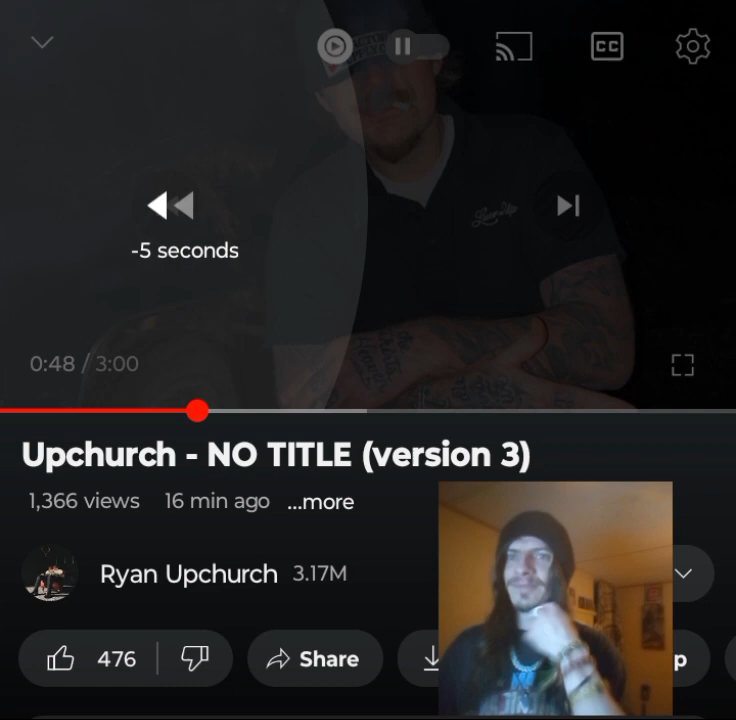 CC
-5 seconds
0:48 / 3:00
Upchurch - NO TITLE (version 3)
1,366 views 16 min ago ...more
Ryan Upchurch 3.17M
476 Share p